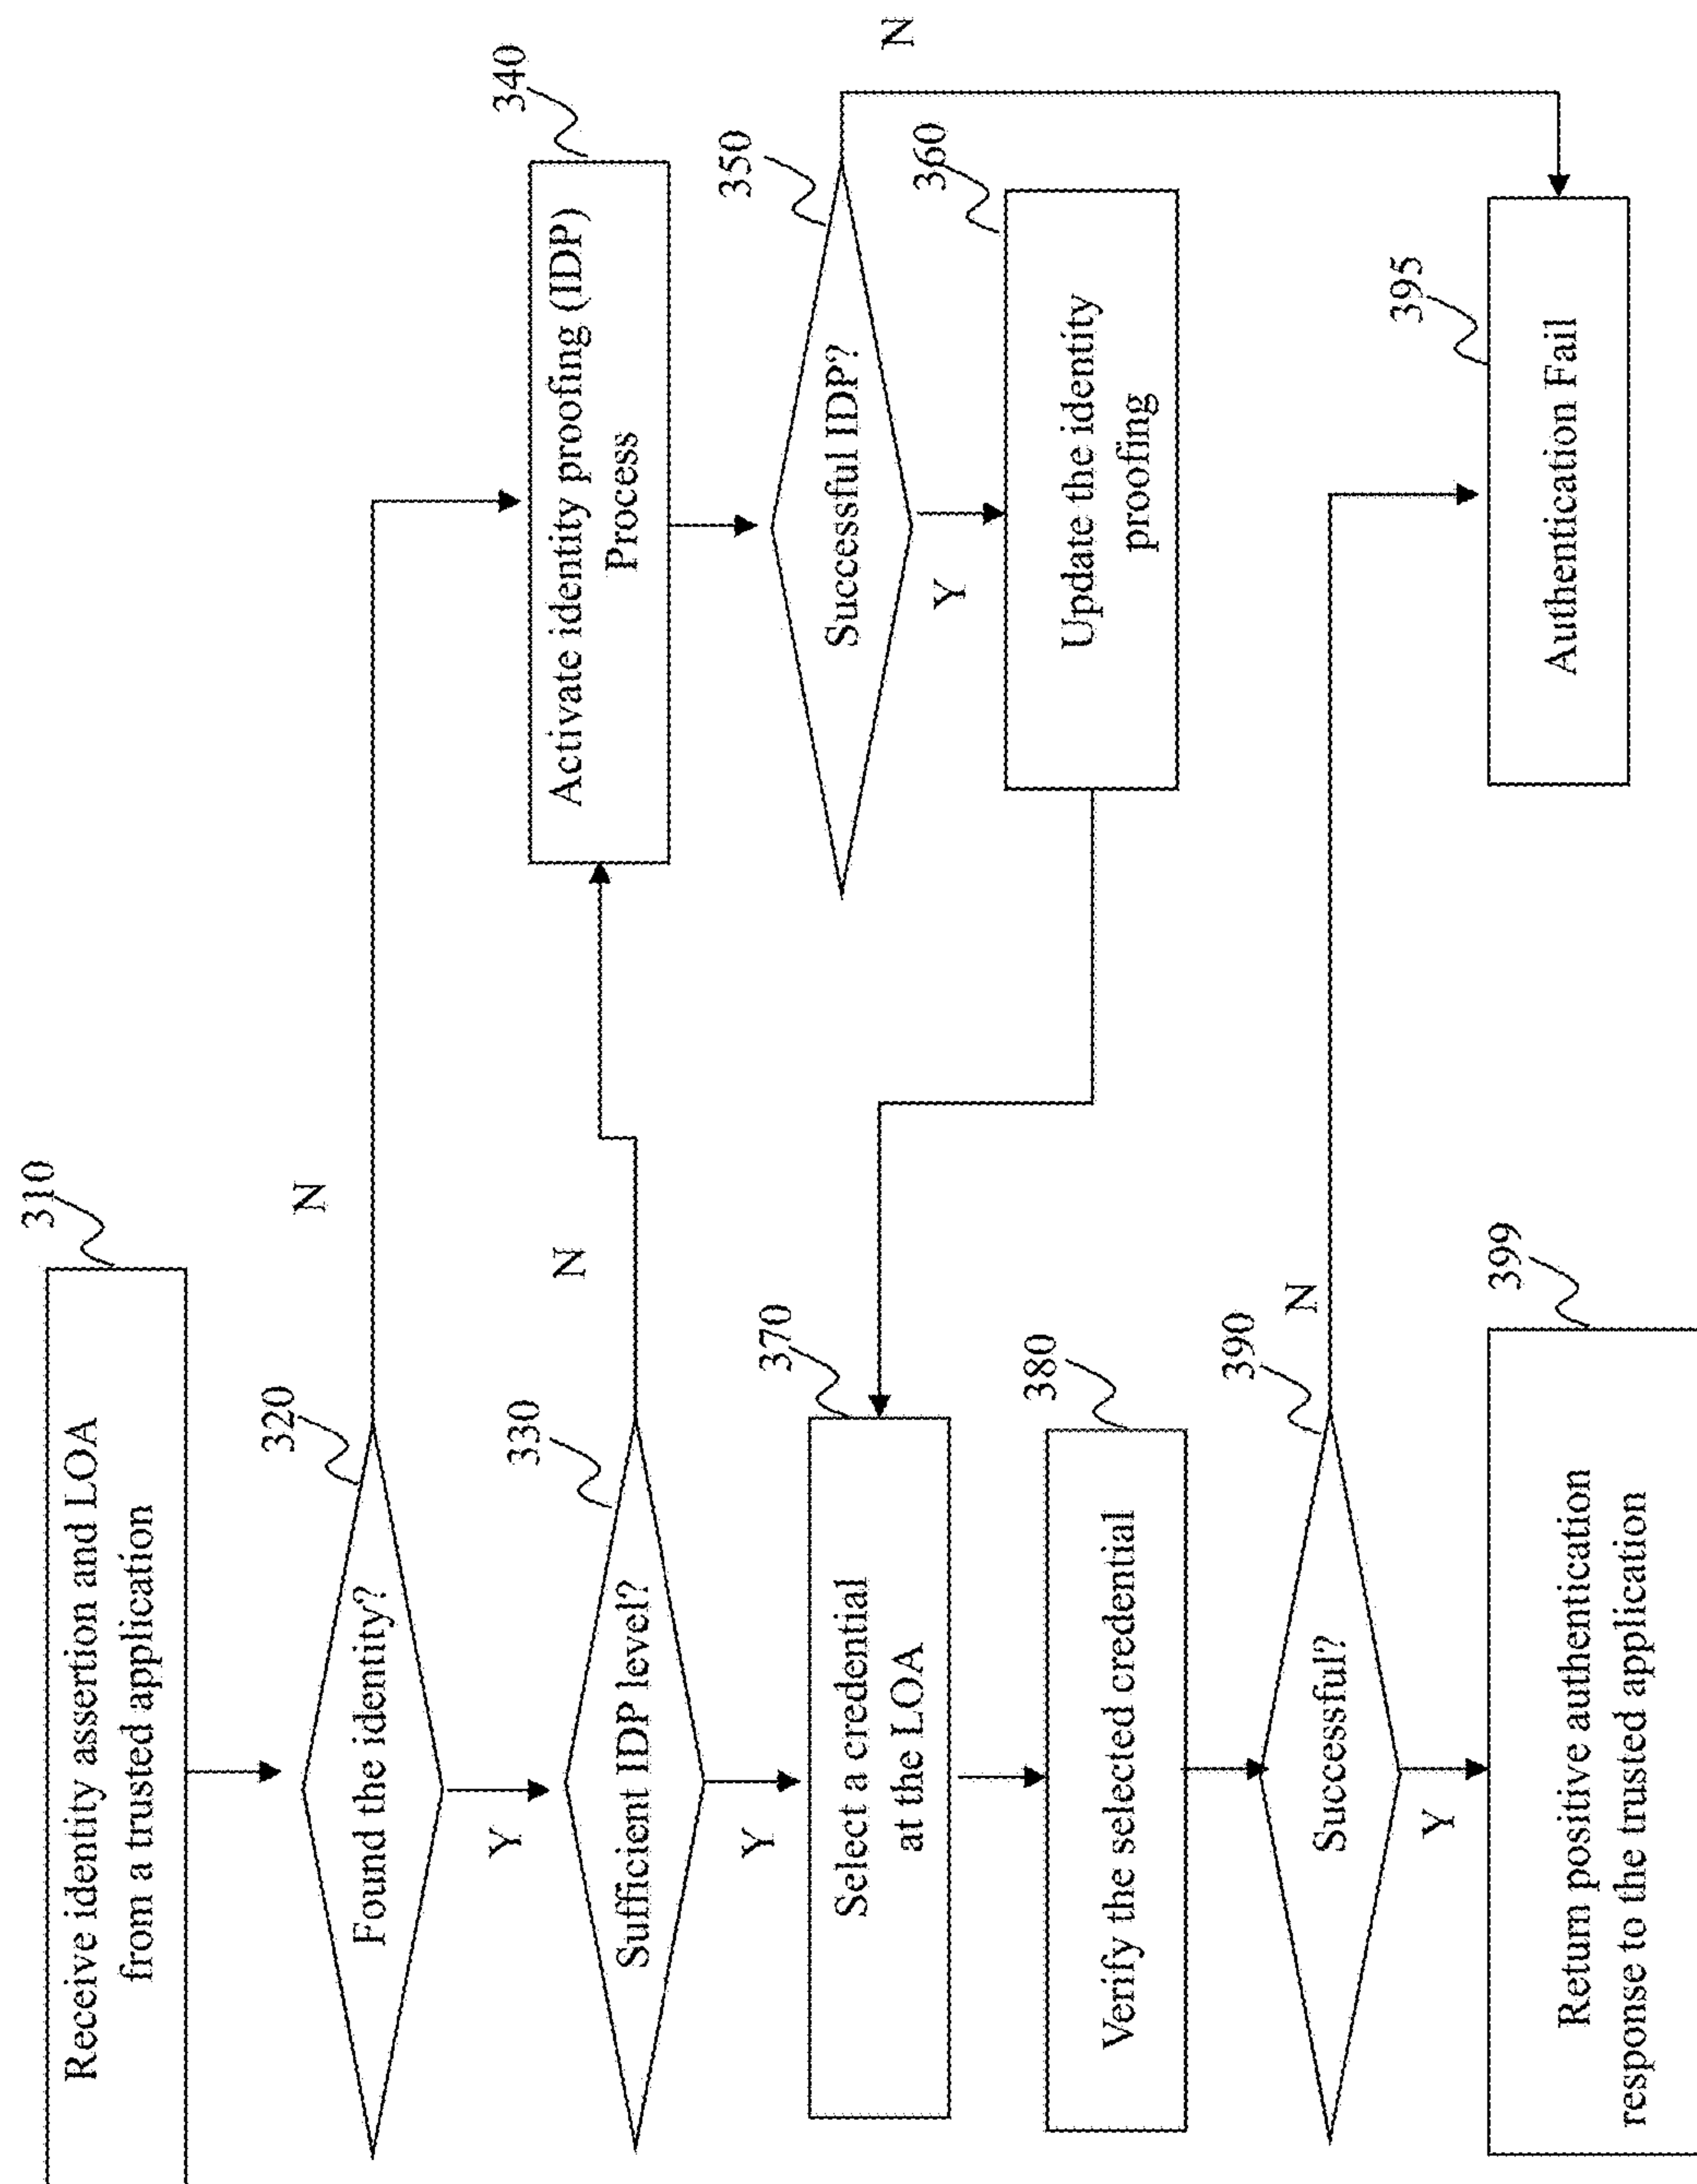 310
Receive identity assertion and LOA
from a trusted application
320
Found the identity?
N
Y
330
Sufficient IDP level?
N
Y
340
Activate identity proofing (IDP)
Process
350
Successful IDP?
N
Y
360
Update the identity
proofing
370
Select a credential
at the LOA
380
Verify the selected credential
390
Successful?
N
Y
395
Authentication Fail
399
Return positive authentication
response to the trusted application